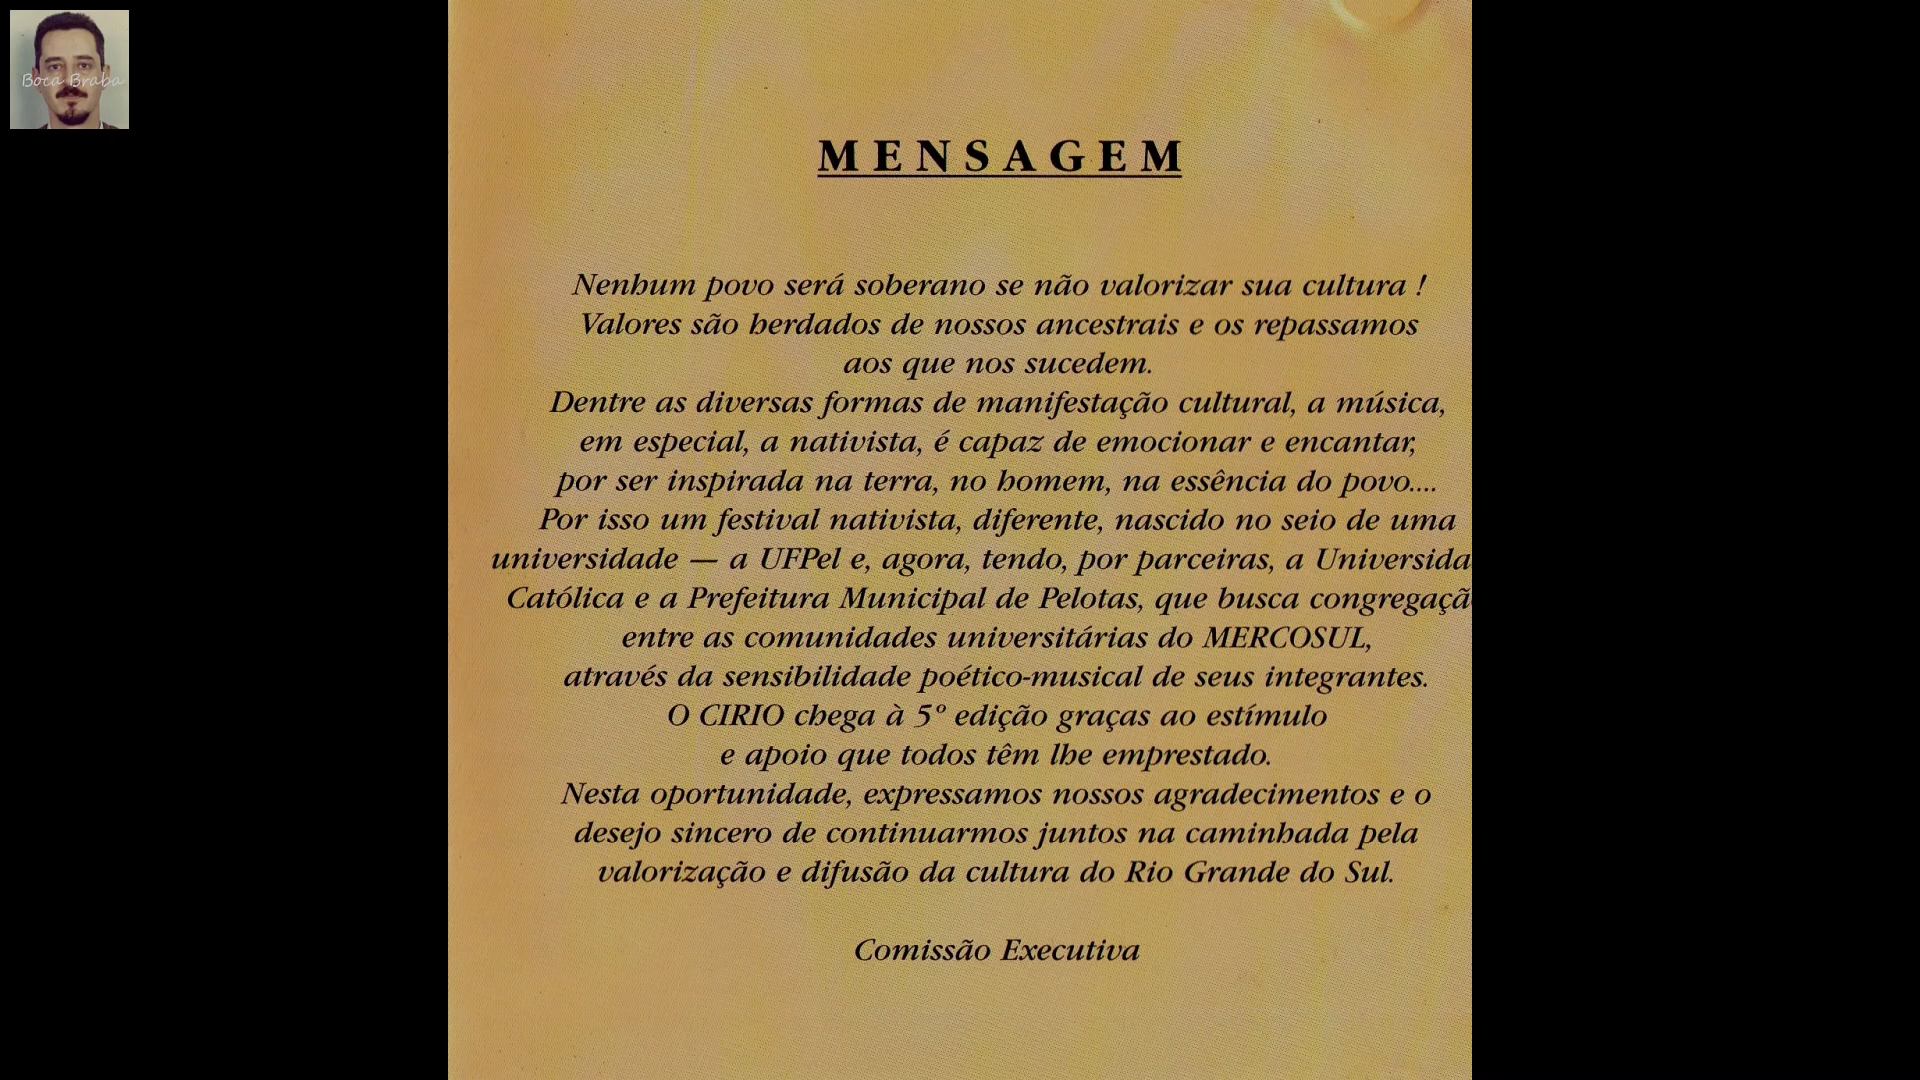 Boca Braba
MENSAGEM
Nenhum povo será soberano se não valorizar sua cultura !
Valores são herdados de nossos ancestrais e os repassamos
aos que nos sucedem.
Dentre as diversas formas de manifestação cultural, a música,
em especial, a nativista, é capaz de emocionar e encantar,
por ser inspirada na terra, no homem, na essência do povo....
Por isso um festival nativista, diferente, nascido no seio de uma
universidade — a UFPel e, agora, tendo, por parceiras, a Universida
Católica e a Prefeitura Municipal de Pelotas, que busca congregaçã
entre as comunidades universitárias do MERCOSUL,
através da sensibilidade poético-musical de seus integrantes.
O CIRIO chega à 5º edição graças ao estímulo
e apoio que todos têm lhe emprestado.
Nesta oportunidade, expressamos nossos agradecimentos e o
desejo sincero de continuarmos juntos na caminhada pela
valorização e difusão da cultura do Rio Grande do Sul.
Comissão Executiva